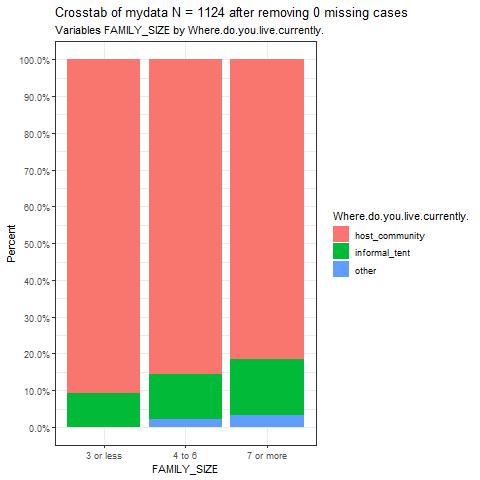 Crosstab of mydata N = 1124 after removing 0 missing cases
Variables FAMILY_SIZE by Where.do.you.live.currently.
100.0%
90.0%
80.0%
70.0%
60.0%
50.0%
40.0%
30.0%
20.0%
10.0%
0.0%
Percent
3 or less
4 to 6
7 or more
FAMILY_SIZE
Where.do.you.live.currently.
host_community
informal_tent
other